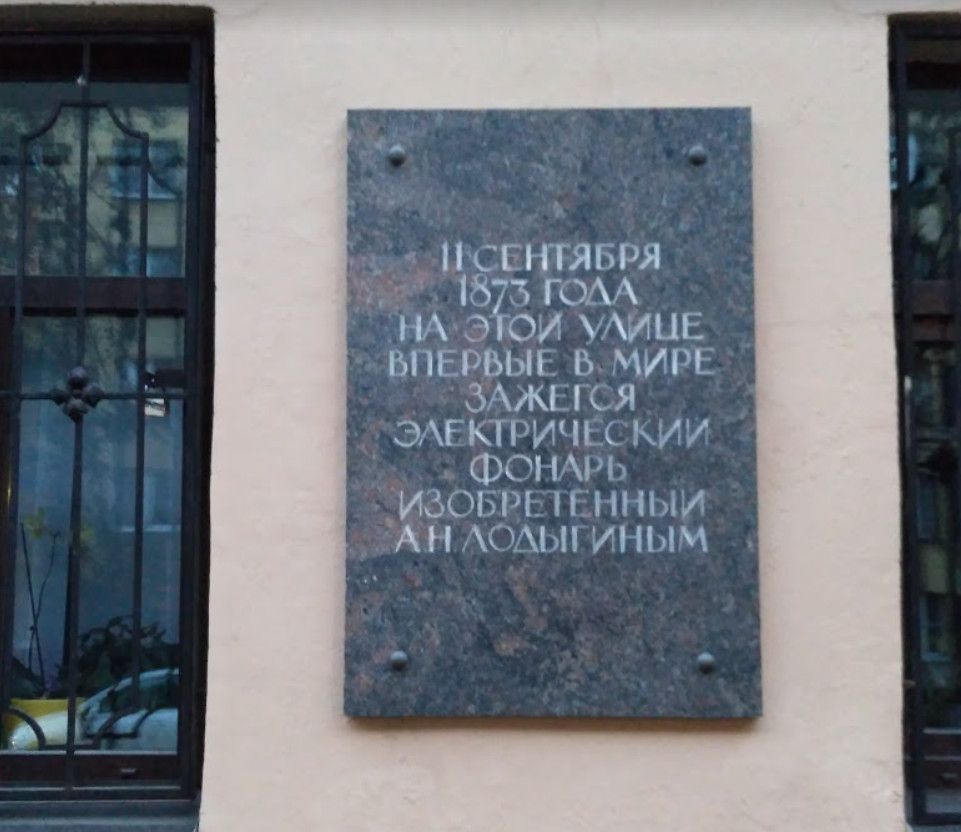 11 СЕНТЯБРЯ
1873 ГОДА
НА ЭТОЙ УЛИЦЕ
ВПЕРВЫЕ В МИРЕ
ЗАЖЕГСЯ
ЭЛЕКТРИЧЕСКИЙ
ФОНАРЬ
ИЗОБРЕТЕННЫЙ
А.Н ЛОДЫГИНЫМ